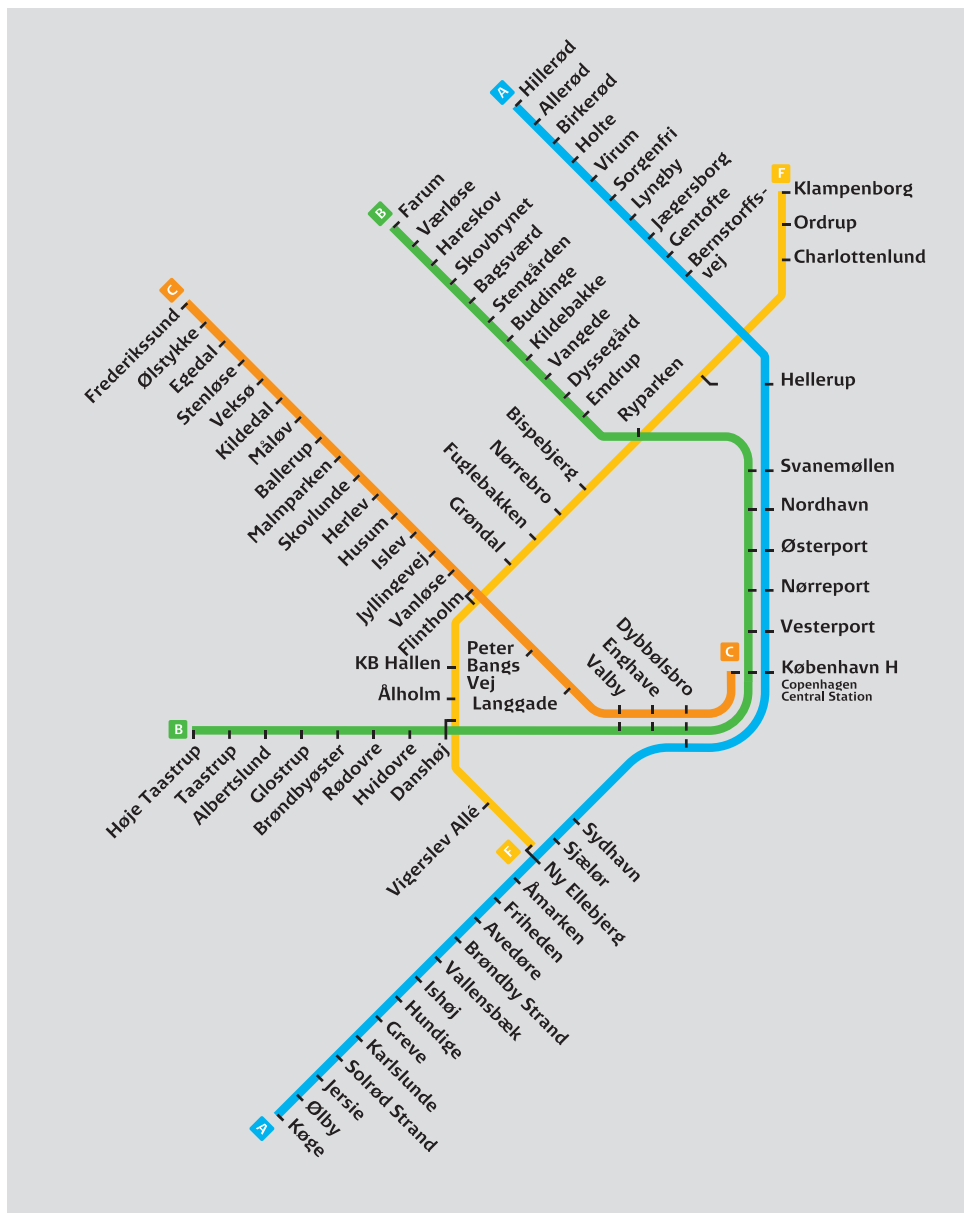 A
Hillerød
Allerød
Birkerød
Holte
Virum
Sorgenfri
Lyngby
Jægersborg
Gentofte
Bernstorffs-
vej
F
Klampenborg
Ordrup
Charlottenlund
B
Farum
Værløse
Hareskov
Skovbrynet
Bagsværd
Stengården
Buddinge
Kildebakke
Vangede
Dyssegård
Emdrup
Ryparken
C
Frederikssund
Ølstykke
Egedal
Stenløse
Veksø
Kildedal
Måløv
Ballerup
Malmparken
Skovlunde
Herlev
Husum
Islev
Jyllingevej
Vanløse
Flintholm
Bispebjerg
Nørrebro
Fuglebakken
Grøndal
Hellerup
Svanemøllen
Nordhavn
Østerport
Nørreport
Vesterport
København H
Copenhagen
Central Station
C
Dybbølsbro
Enghave
Valby
Peter
Bangs
Vej
Langgade
KB Hallen
Ålholm
B
Høje Taastrup
Taastrup
Albertslund
Glostrup
Brøndbyøster
Rødovre
Hvidovre
Danshøj
Vigerslev Allé
F
Sydhavn
Sjælør
Ny Ellebjerg
Åmarken
Friheden
Avedøre
Brøndby Strand
Vallensbæk
Ishøj
Hundige
Greve
Karlslunde
Solrød Strand
Jersie
Ølby
Køge
A